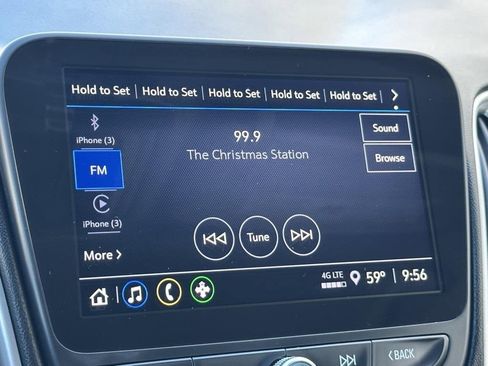 Hold to Set | Hold to Set | Hold to Set | Hold to Set | Hold to Set
iPhone (3)
99.9
Sound
The Christmas Station
Browse
FM
iPhone (3)
Tune
More
4G LTE
59° | 9:56
BACK